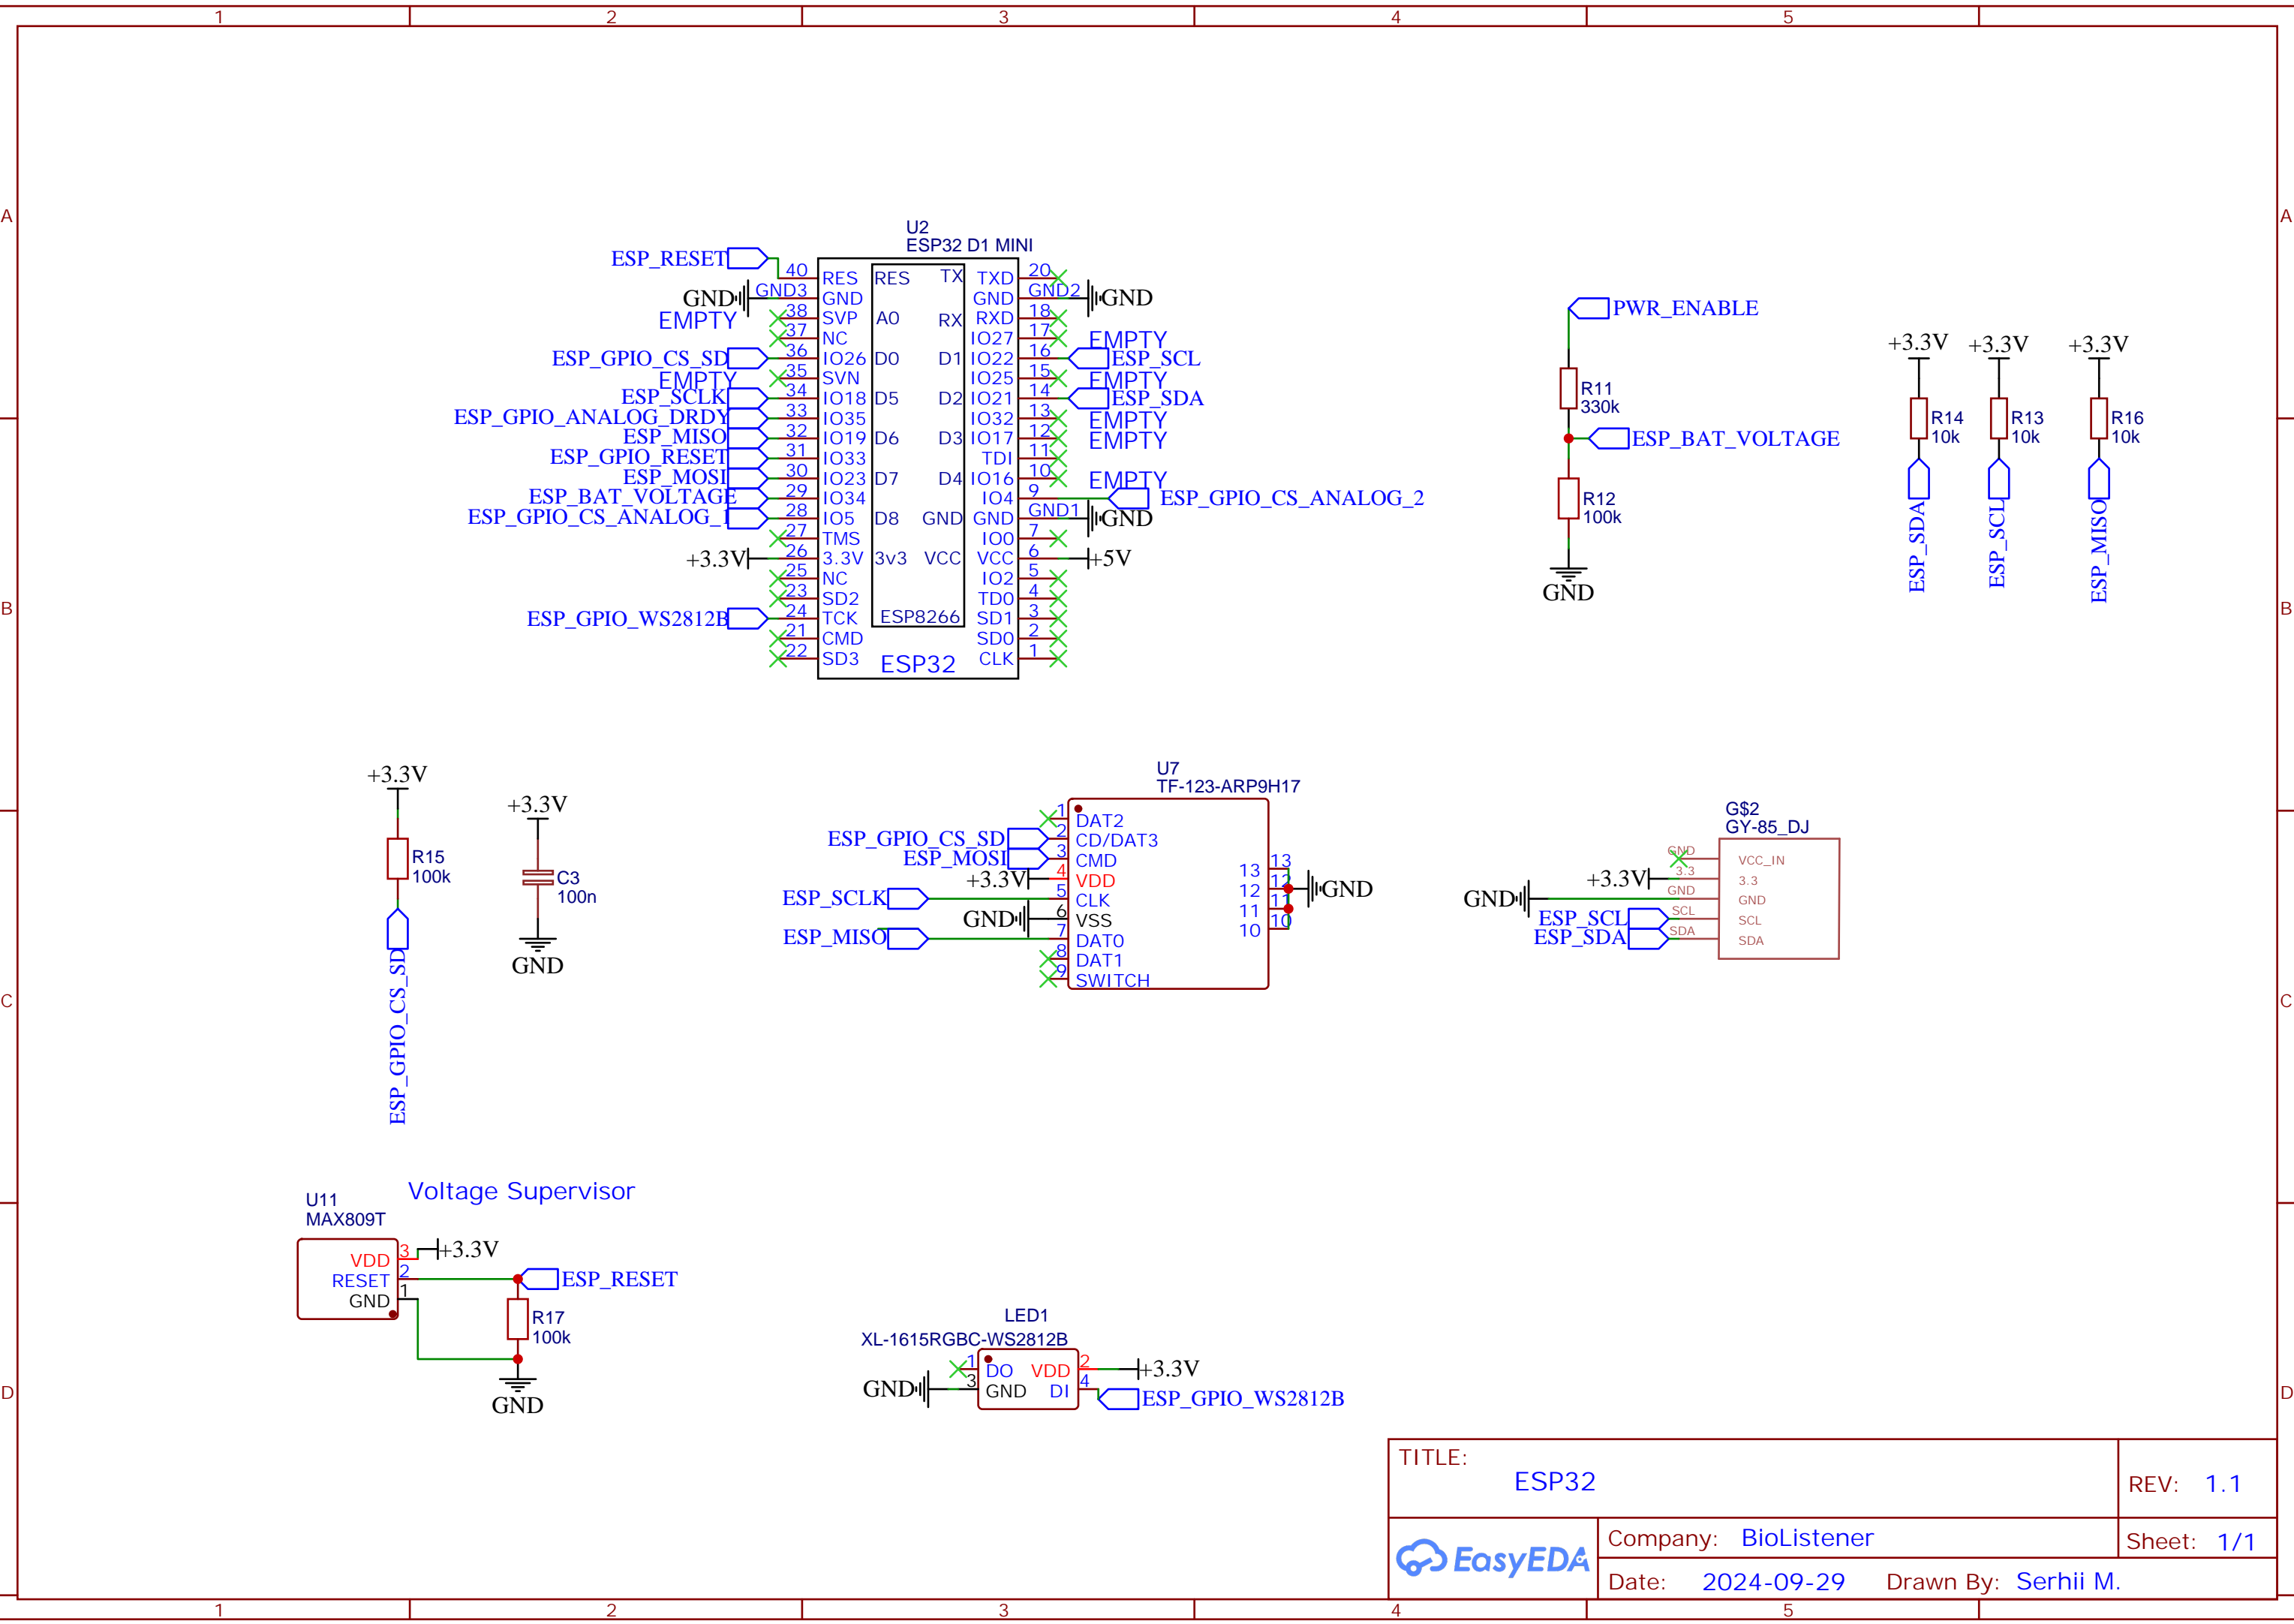 1 2 3 4 5
A A
B B
C C
D D
U2
ESP32 D1 MINI
ESP_RESET 40 RES RES TX TXD 20
GND GND3 GND GND GND2 GND
EMPTY 38 SVP A0 RX RXD 18
37 NC IO27 17 EMPTY
ESP_GPIO_CS_SD 36 IO26 D0 D1 IO22 16 ESP_SCL
EMPTY 35 SVN IO25 15 EMPTY
ESP_SCLK 34 IO18 D5 D2 IO21 14 ESP_SDA
ESP_GPIO_ANALOG_DRDY 33 IO35 IO32 13 EMPTY
ESP_MISO 32 IO19 D6 D3 IO17 12 EMPTY
ESP_GPIO_RESET 31 IO33 TDI 11
ESP_MOSI 30 IO23 D7 D4 IO16 10 EMPTY
ESP_BAT_VOLTAGE 29 IO34 IO4 9 ESP_GPIO_CS_ANALOG_2
ESP_GPIO_CS_ANALOG_1 28 IO5 D8 GND GND GND1 GND
27 TMS IO0 7
+3.3V 26 3.3V 3v3 VCC VCC 6 +5V
25 NC IO2 5
23 SD2 TD0 4
ESP_GPIO_WS2812B 24 TCK ESP8266 SD1 3
21 CMD SD0 2
22 SD3 ESP32 CLK 1
PWR_ENABLE
R11
330k
ESP_BAT_VOLTAGE
R12
100k
GND
+3.3V +3.3V +3.3V
R14 R13 R16
10k 10k 10k
ESP_SDA ESP_SCL ESP_MISO
+3.3V
R15
100k
ESP_GPIO_CS_SD
+3.3V
C3
100n
GND
U7
TF-123-ARP9H17
1 DAT2
ESP_GPIO_CS_SD 2 CD/DAT3
ESP_MOSI 3 CMD 13 13
+3.3V 4 VDD 12 12 GND
ESP_SCLK 5 CLK 11 11
GND 6 VSS 10 10
ESP_MISO 7 DAT0
8 DAT1
9 SWITCH
G$2
GY-85_DJ
GND VCC_IN
+3.3V 3.3 3.3
GND GND GND
ESP_SCL SCL SCL
ESP_SDA SDA SDA
Voltage Supervisor
U11
MAX809T
VDD 3 +3.3V
RESET 2 ESP_RESET
GND 1
R17
100k
GND
LED1
XL-1615RGBC-WS2812B
1 DO VDD 2 +3.3V
GND 3 GND DI 4 ESP_GPIO_WS2812B
TITLE:
ESP32
REV: 1.1
EasyEDA
Company: BioListener
Sheet: 1/1
Date: 2024-09-29 Drawn By: Serhii M.
1 2 3 4 5